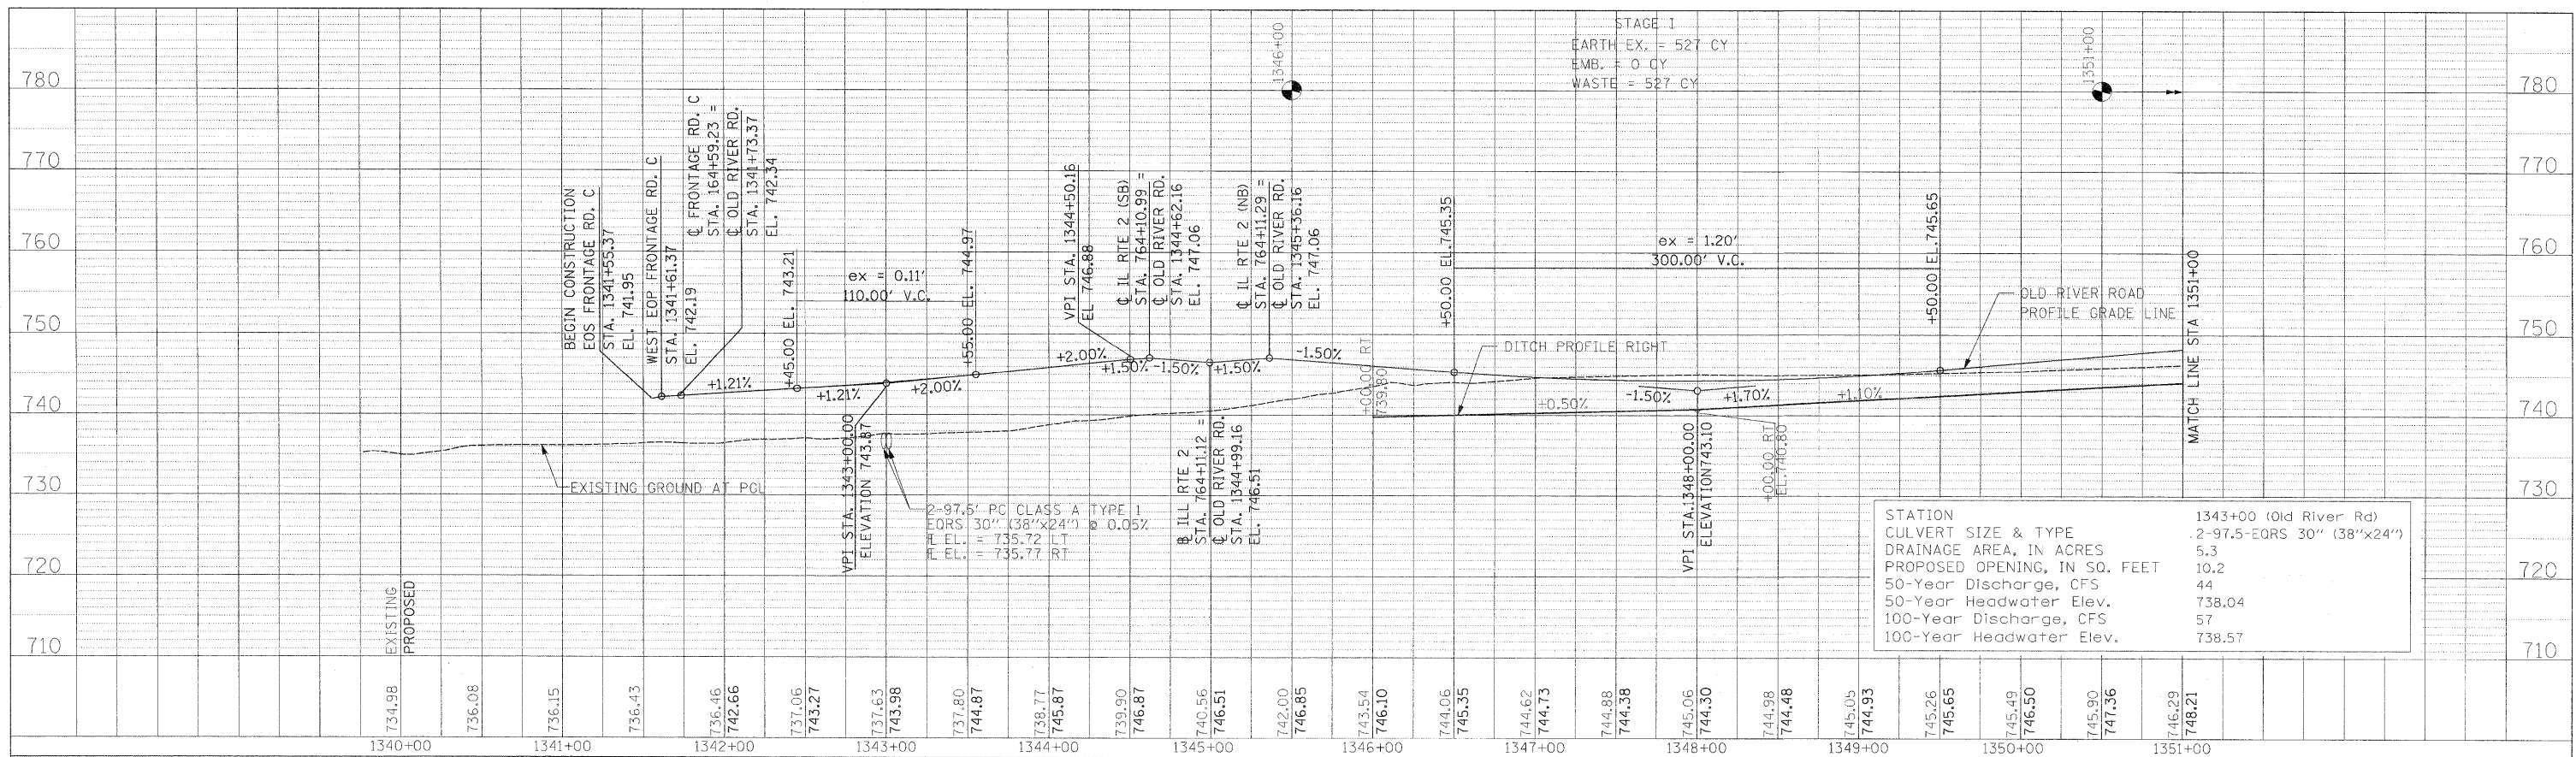 STAGE I
EARTH EX. = 527 CY
EMB. = 0 CY
WASTE = 527 CY
1346+00
1351+00
780
770
760
750
740
730
720
710
780
770
760
750
740
730
720
710
BEGIN CONSTRUCTION
EOS FRONTAGE RD. C
STA. 1341+55.37
EL. 741.95
WEST EOP FRONTAGE RD. C
STA. 1341+61.37
EL. 742.19
℄ FRONTAGE RD. C
STA. 164+59.23 =
℄ OLD RIVER RD.
STA. 1341+73.37
EL. 742.34
+1.21%
+45.00 EL. 743.21
ex = 0.11'
110.00' V.C.
+1.21%
+2.00%
+55.00 EL. 744.97
VPI STA. 1343+00.00
ELEVATION 743.87
+2.00%
VPI STA. 1344+50.16
EL 746.88
℄ IL RTE 2 (SB)
STA. 764+10.99 =
℄ OLD RIVER RD.
STA. 1344+62.16
EL. 747.06
+1.50%
-1.50%
+1.50%
℄ IL RTE 2 (NB)
STA. 764+11.29 =
℄ OLD RIVER RD.
STA. 1345+36.16
EL. 747.06
-1.50%
ILL RTE 2
STA. 764+11.12 =
℄ OLD RIVER RD.
STA. 1344+99.16
EL. 746.51
+00.00 RT
739.80
+50.00 EL.745.35
DITCH PROFILE RIGHT
+0.50%
ex = 1.20'
300.00' V.C.
-1.50%
+1.70%
+1.10%
VPI STA.1348+00.00
ELEVATION743.10
+00.00 RT
EL.740.80
+50.00 EL.745.65
OLD RIVER ROAD
PROFILE GRADE LINE
MATCH LINE STA 1351+00
EXISTING GROUND AT PGL
2-97.5' PC CLASS A TYPE 1
EQRS 30" (38"x24") @ 0.05%
EL. = 735.72 LT
EL. = 735.77 RT
STATION 1343+00 (Old River Rd)
CULVERT SIZE & TYPE 2-97.5-EQRS 30" (38"x24")
DRAINAGE AREA, IN ACRES 5.3
PROPOSED OPENING, IN SQ. FEET 10.2
50-Year Discharge, CFS 44
50-Year Headwater Elev. 738.04
100-Year Discharge, CFS 57
100-Year Headwater Elev. 738.57
EXISTING
PROPOSED
734.98
736.08
736.15
736.43
736.46
742.66
737.06
743.27
737.63
743.98
737.80
744.87
738.77
745.87
739.90
746.87
740.56
746.51
742.00
746.85
743.54
746.10
744.06
745.35
744.62
744.73
744.88
744.38
745.06
744.30
744.98
744.48
745.05
744.93
745.26
745.65
745.49
746.50
745.90
747.36
746.29
748.21
1340+00
1341+00
1342+00
1343+00
1344+00
1345+00
1346+00
1347+00
1348+00
1349+00
1350+00
1351+00